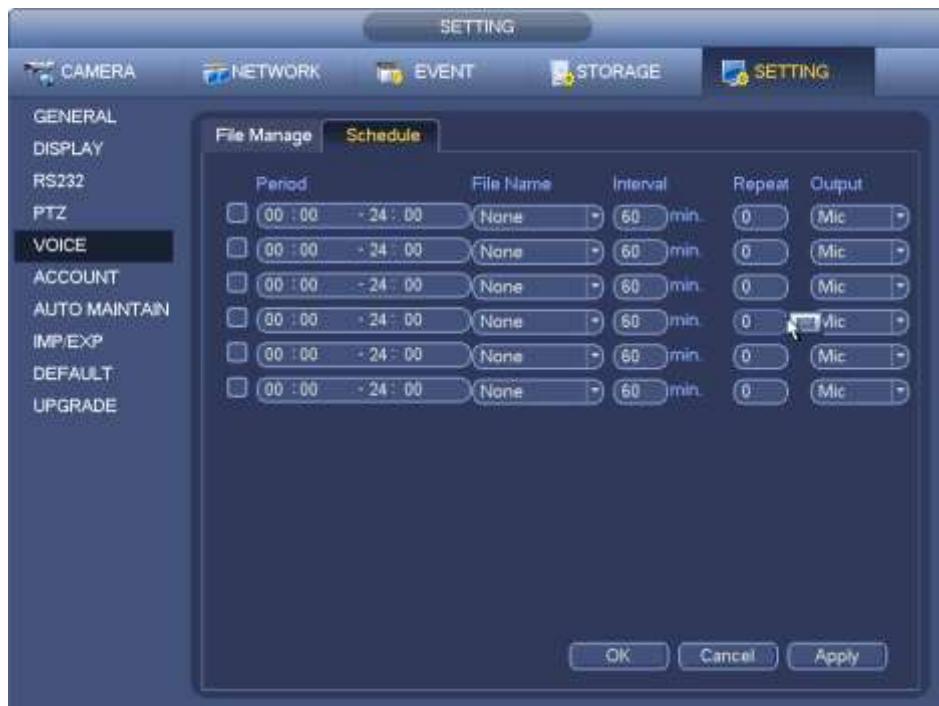 SETTING
CAMERA NETWORK EVENT STORAGE SETTING
GENERAL
DISPLAY
RS232
PTZ
VOICE
ACCOUNT
AUTO MAINTAIN
IMP/EXP
DEFAULT
UPGRADE
File Manage Schedule
Period File Name Interval Repeat Output
00 : 00 - 24 : 00 None 60 min. 0 Mic
00 : 00 - 24 : 00 None 60 min. 0 Mic
00 : 00 - 24 : 00 None 60 min. 0 Mic
00 : 00 - 24 : 00 None 60 min. 0 Mic
00 : 00 - 24 : 00 None 60 min. 0 Mic
00 : 00 - 24 : 00 None 60 min. 0 Mic
OK Cancel Apply